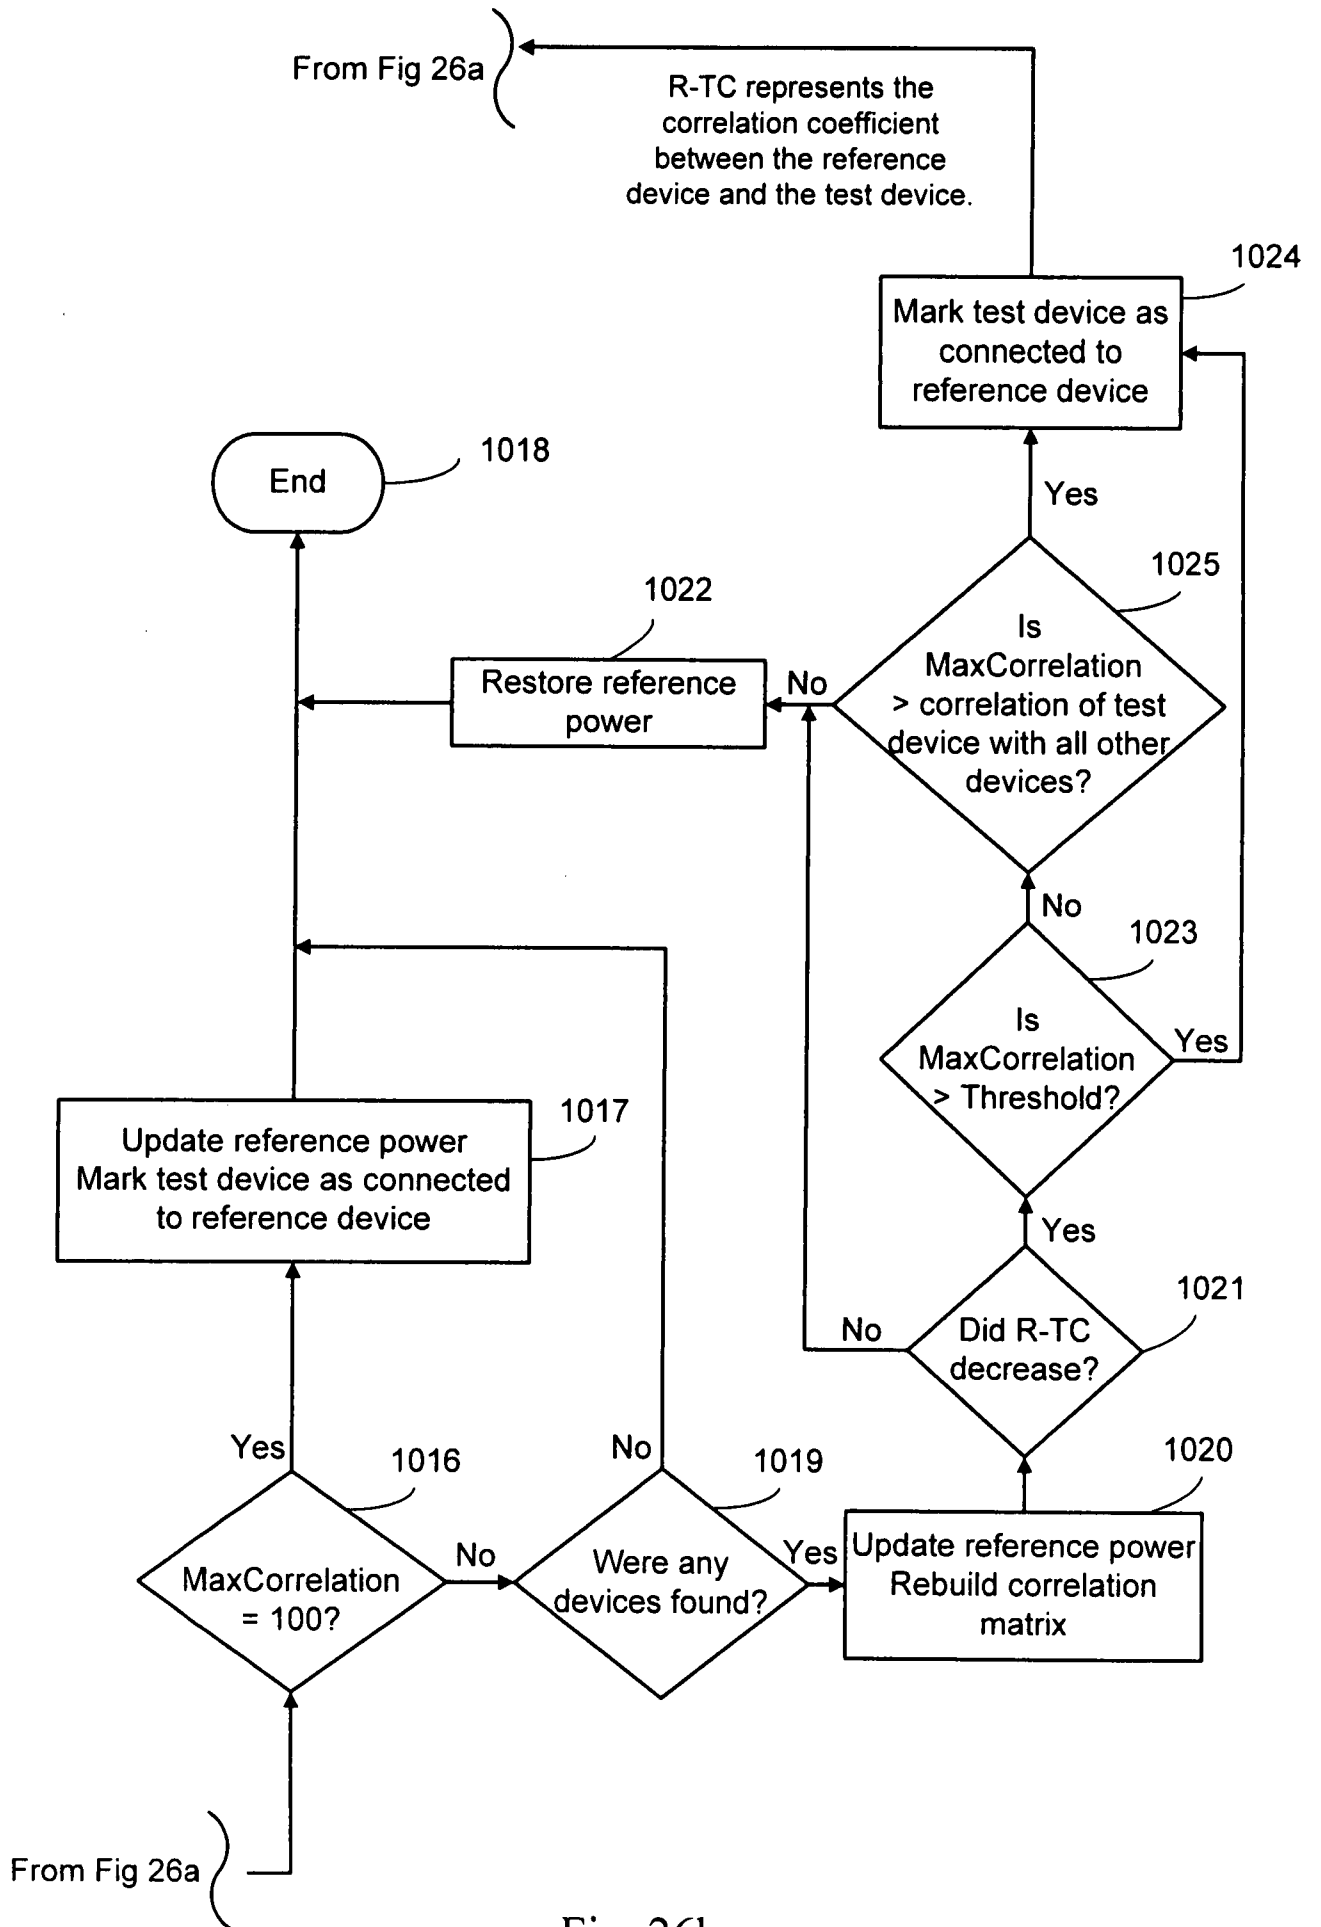 From Fig 26a
R-TC represents the
correlation coefficient
between the reference
device and the test device.
1024
Mark test device as
connected to
reference device
1018
End
Yes
1025
1022
Is
MaxCorrelation
> correlation of test
device with all other
devices?
No
Restore reference
power
No
1023
Is
MaxCorrelation
> Threshold?
Yes
1017
Update reference power
Mark test device as connected
to reference device
Yes
1021
No
Did R-TC
decrease?
Yes
1016
No
1019
1020
MaxCorrelation
= 100?
No
Were any
devices found?
Yes
Update reference power
Rebuild correlation
matrix
From Fig 26a